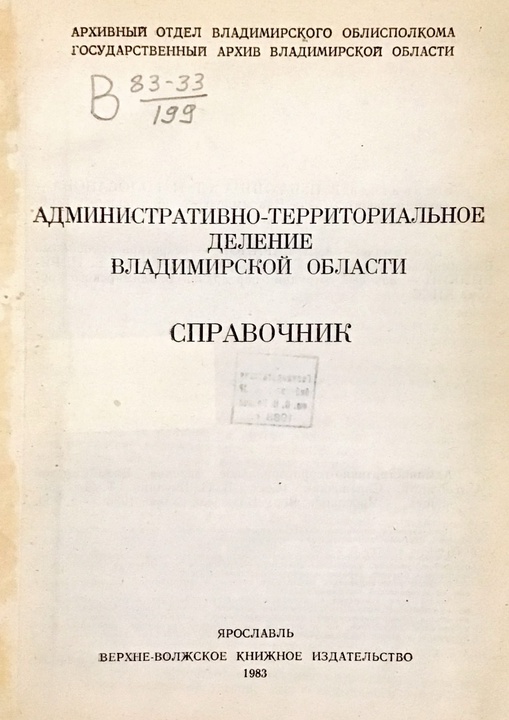 АРХИВНЫЙ ОТДЕЛ ВЛАДИМИРСКОГО ОБЛИСПОЛКОМА
ГОСУДАРСТВЕННЫЙ АРХИВ ВЛАДИМИРСКОЙ ОБЛАСТИ
В 83-33
199
АДМИНИСТРАТИВНО-ТЕРРИТОРИАЛЬНОЕ
ДЕЛЕНИЕ
ВЛАДИМИРСКОЙ ОБЛАСТИ
СПРАВОЧНИК
ЯРОСЛАВЛЬ
ВЕРХНЕ-ВОЛЖСКОЕ КНИЖНОЕ ИЗДАТЕЛЬСТВО
1983